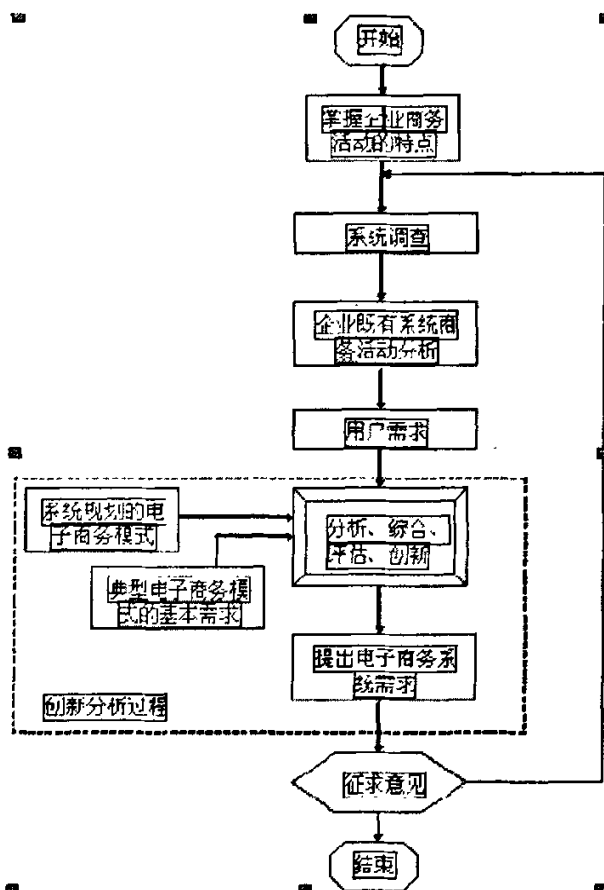 开始
掌握企业商务
活动的特点
系统调查
企业既有系统商
务活动分析
用户需求
系统规划的电
子商务模式
分析、综合、
评估、创新
典型电子商务模
式的基本需求
提出电子商务系
统需求
创新分析过程
征求意见
结束